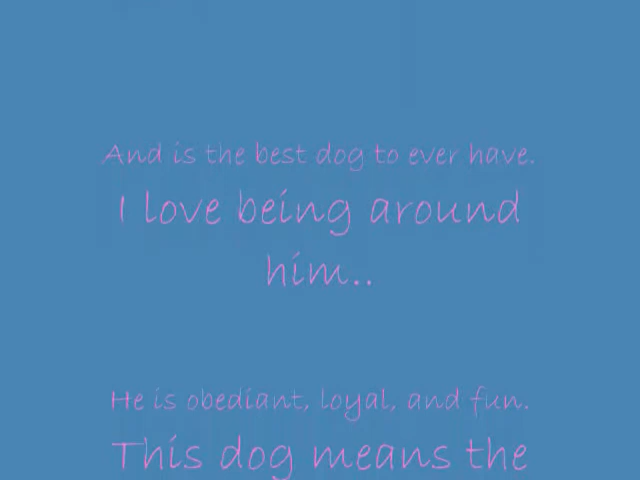 And is the best dog to ever have.
I love being around
him..
He is obediant, loyal, and fun.
This dog means the